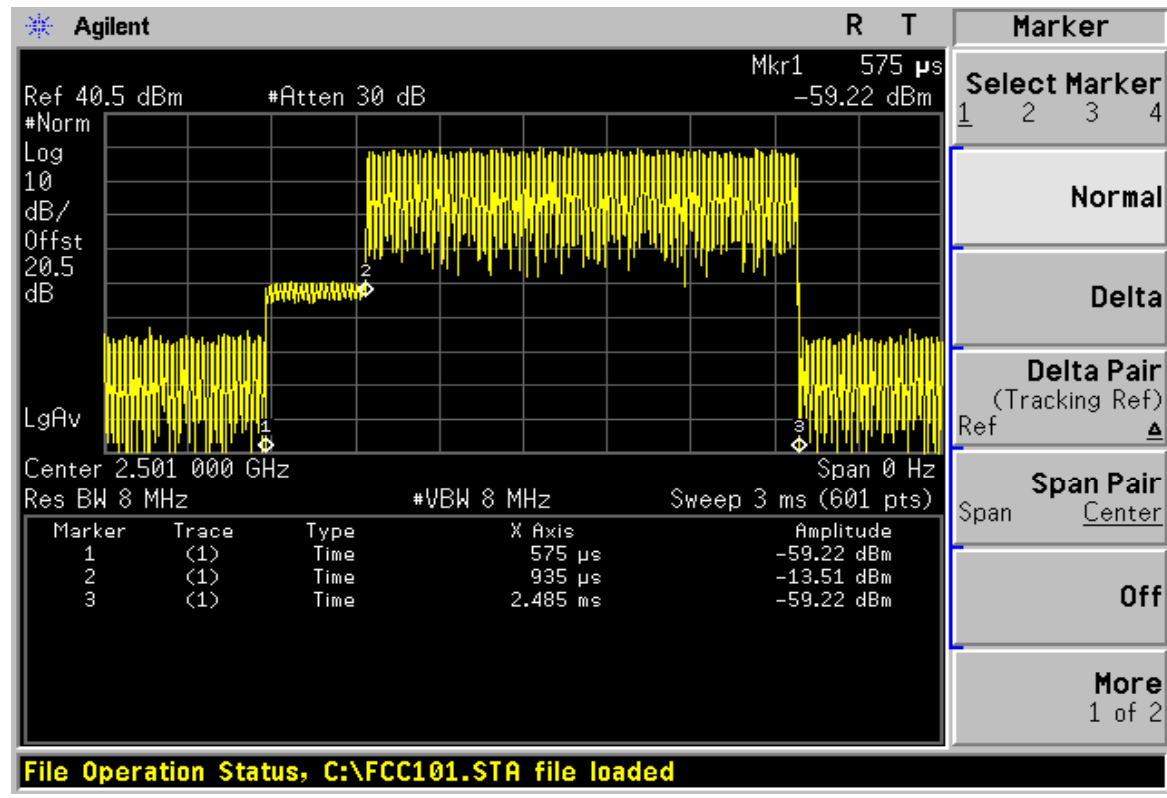 Agilent R T
Mkr1 575 µs
Ref 40.5 dBm #Atten 30 dB -59.22 dBm
#Norm
Log
10
dB/
Offst
20.5
dB
LgAv
1
2
3
Center 2.501 000 GHz Span 0 Hz
Res BW 8 MHz #VBW 8 MHz Sweep 3 ms (601 pts)
Marker Trace Type X Axis Amplitude
1 (1) Time 575 µs -59.22 dBm
2 (1) Time 935 µs -13.51 dBm
3 (1) Time 2.485 ms -59.22 dBm
File Operation Status, C:\FCC101.STA file loaded
Marker
Select Marker
1 2 3 4
Normal
Delta
Delta Pair
(Tracking Ref)
Ref Δ
Span Pair
Span Center
Off
More
1 of 2